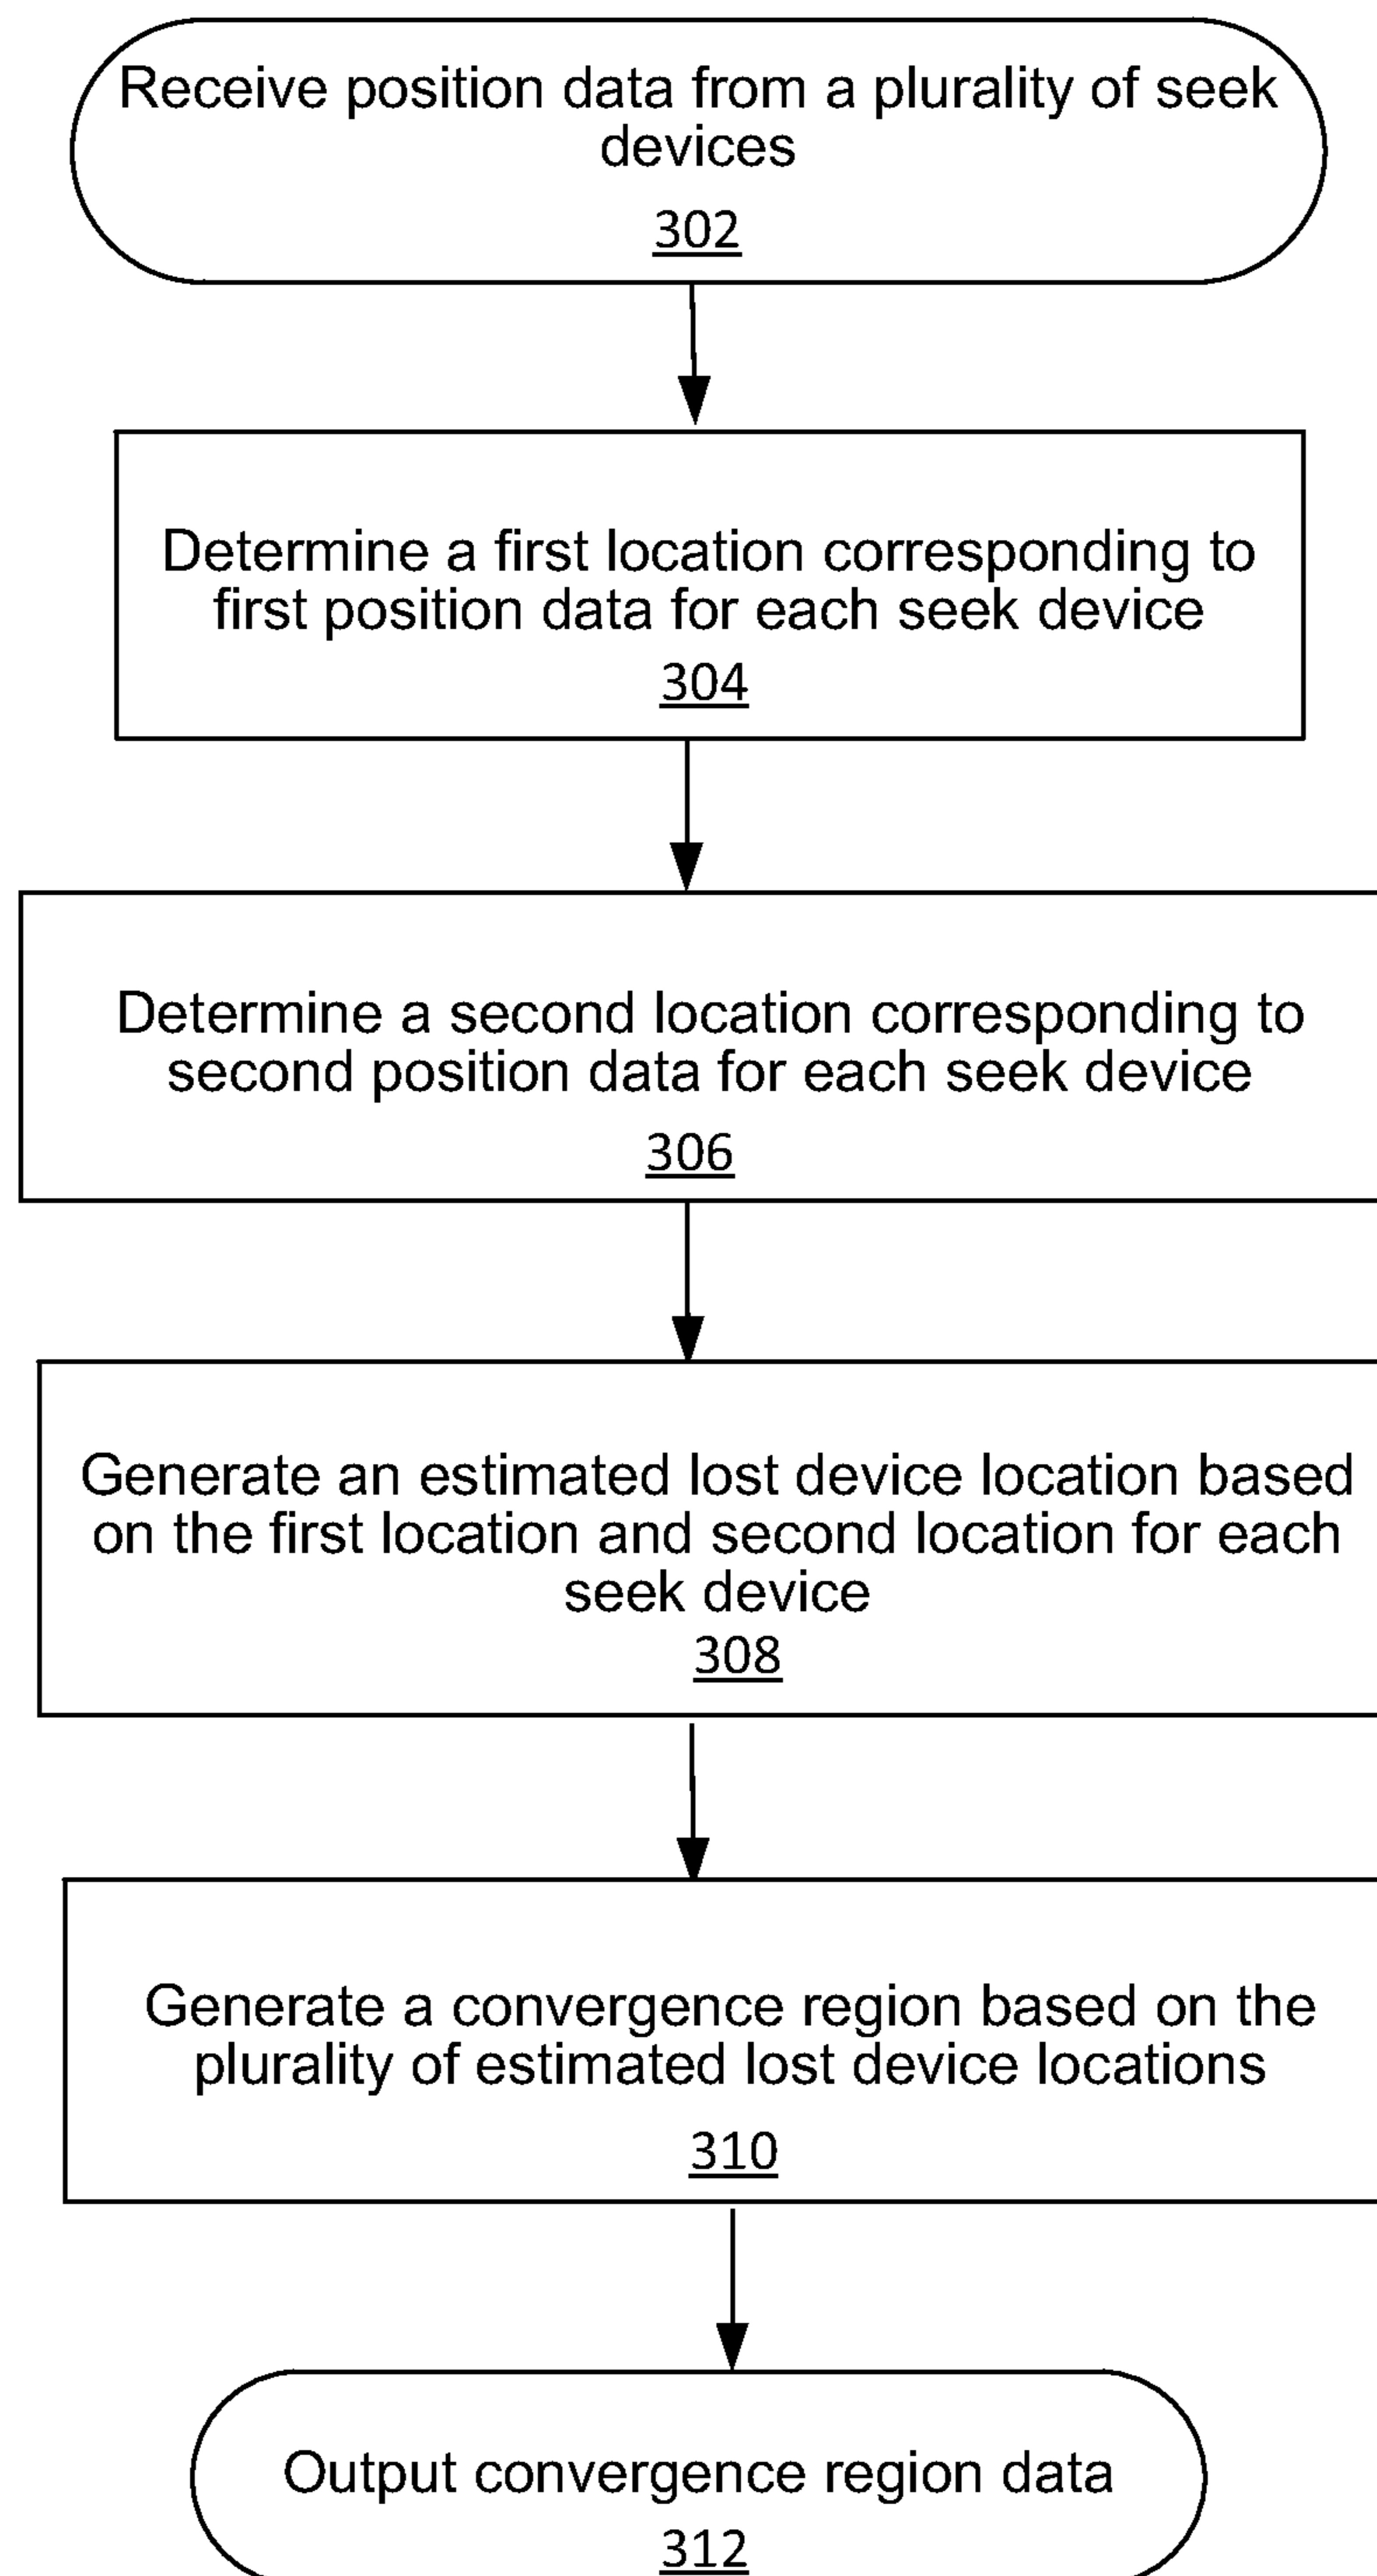 Receive position data from a plurality of seek
devices
302
Determine a first location corresponding to
first position data for each seek device
304
Determine a second location corresponding to
second position data for each seek device
306
Generate an estimated lost device location based
on the first location and second location for each
seek device
308
Generate a convergence region based on the
plurality of estimated lost device locations
310
Output convergence region data
312